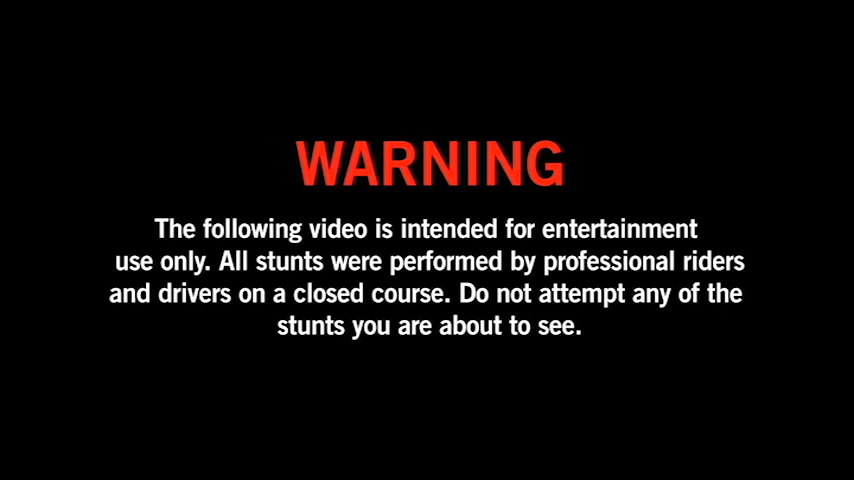 WARNING
The following video is intended for entertainment
use only. All stunts were performed by professional riders
and drivers on a closed course. Do not attempt any of the
stunts you are about to see.